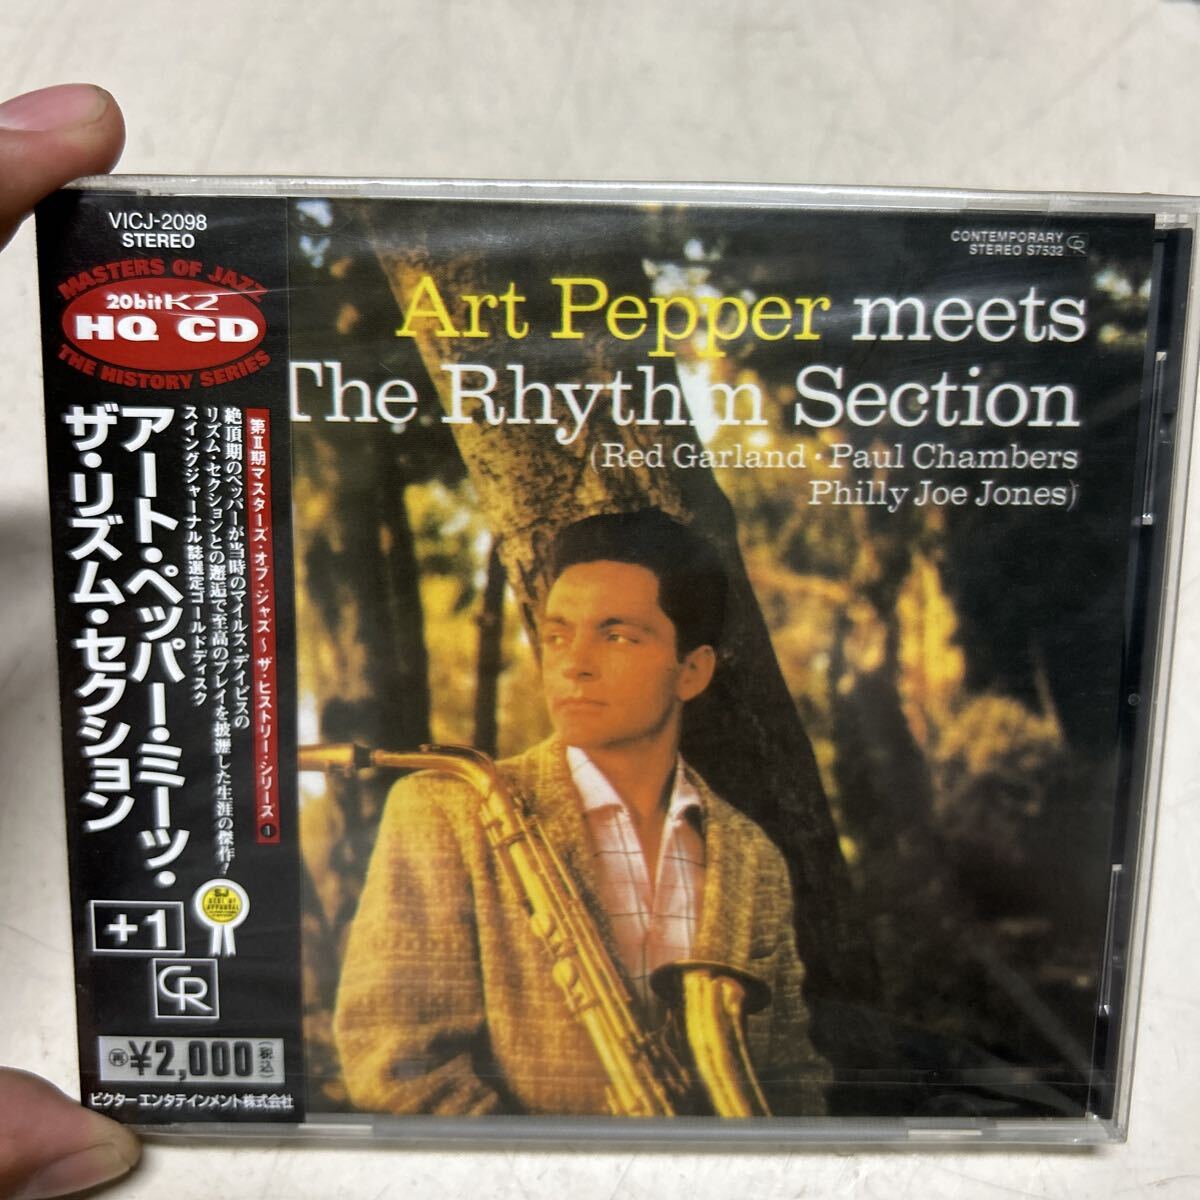 VICJ-2098
STEREO
MASTERS OF JAZZ
20bit K2
HQ CD
THE HISTORY SERIES
第Ⅱ期マスターズ・オブ・ジャズ～ザ・ヒストリー・シリーズ❶
絶頂期のペッパーが当時のマイルス・デイビスの
リズム・セクションとの邂逅で至高のプレイを披瀝した生涯の傑作!
スイングジャーナル誌選定ゴールドディスク
アート・ペッパー・ミーツ・
ザ・リズム・セクション
+1
SJ
CR
再 ¥2,000 (税込)
ビクターエンタテインメント株式会社
CONTEMPORARY CR
STEREO S7532
Art Pepper meets
The Rhythm Section
(Red Garland · Paul Chambers
Philly Joe Jones)